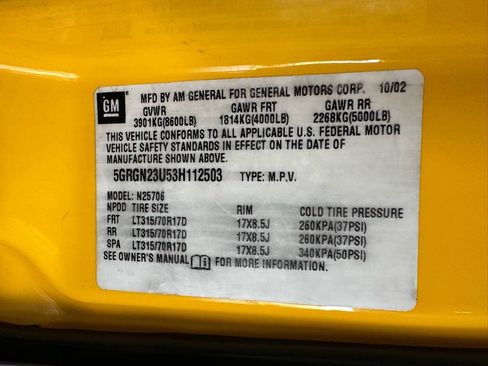 GM
MFD BY AM GENERAL FOR GENERAL MOTORS CORP. 10/02
GVWR GAWR FRT GAWR RR
3901KG(8600LB) 1814KG(4000LB) 2268KG(5000LB)
THIS VEHICLE CONFORMS TO ALL APPLICABLE U.S. FEDERAL MOTOR
VEHICLE SAFETY STANDARDS IN EFFECT ON THE DATE OF
MANUFACTURE SHOWN ABOVE.
5GRGN23U53H112503 TYPE: M.P.V.
MODEL: N25706
NPDD TIRE SIZE RIM COLD TIRE PRESSURE
FRT LT315/70R17D 17X8.5J 260KPA(37PSI)
RR LT315/70R17D 17X8.5J 260KPA(37PSI)
SPA LT315/70R17D 17X8.5J 340KPA(50PSI)
SEE OWNER'S MANUAL FOR MORE INFORMATION.